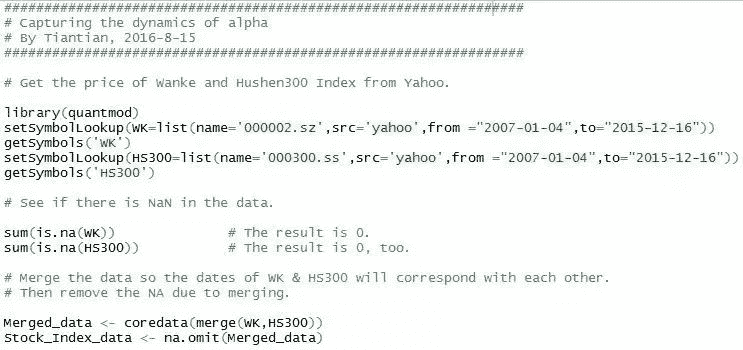 ################################################################
# Capturing the dynamics of alpha
# By Tiantian, 2016-8-15
################################################################
# Get the price of Wanke and Hushen300 Index from Yahoo.
library(quantmod)
setSymbolLookup(WK=list(name='000002.sz',src='yahoo',from ="2007-01-04",to="2015-12-16"))
getSymbols('WK')
setSymbolLookup(HS300=list(name='000300.ss',src='yahoo',from ="2007-01-04",to="2015-12-16"))
getSymbols('HS300')
# See if there is NaN in the data.
sum(is.na(WK)) # The result is 0.
sum(is.na(HS300)) # The result is 0, too.
# Merge the data so the dates of WK & HS300 will correspond with each other.
# Then remove the NA due to merging.
Merged_data <- coredata(merge(WK,HS300))
Stock_Index_data <- na.omit(Merged_data)